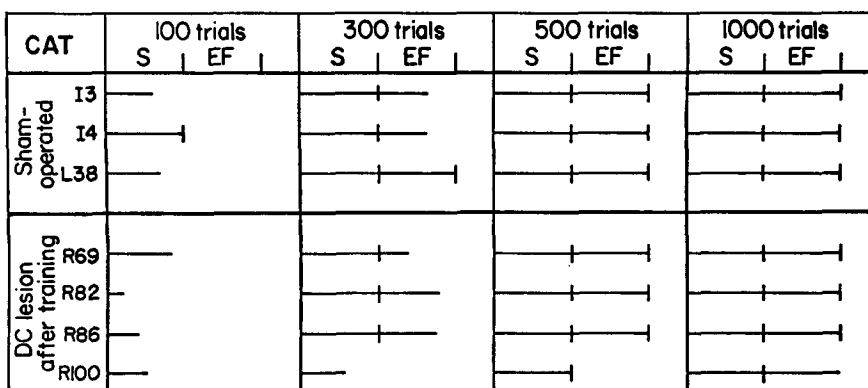 CAT 100 trials 300 trials 500 trials 1000 trials
S EF S EF S EF S EF
Sham-
operated
I3
I4
L38
DC lesion
after training
R69
R82
R86
R100